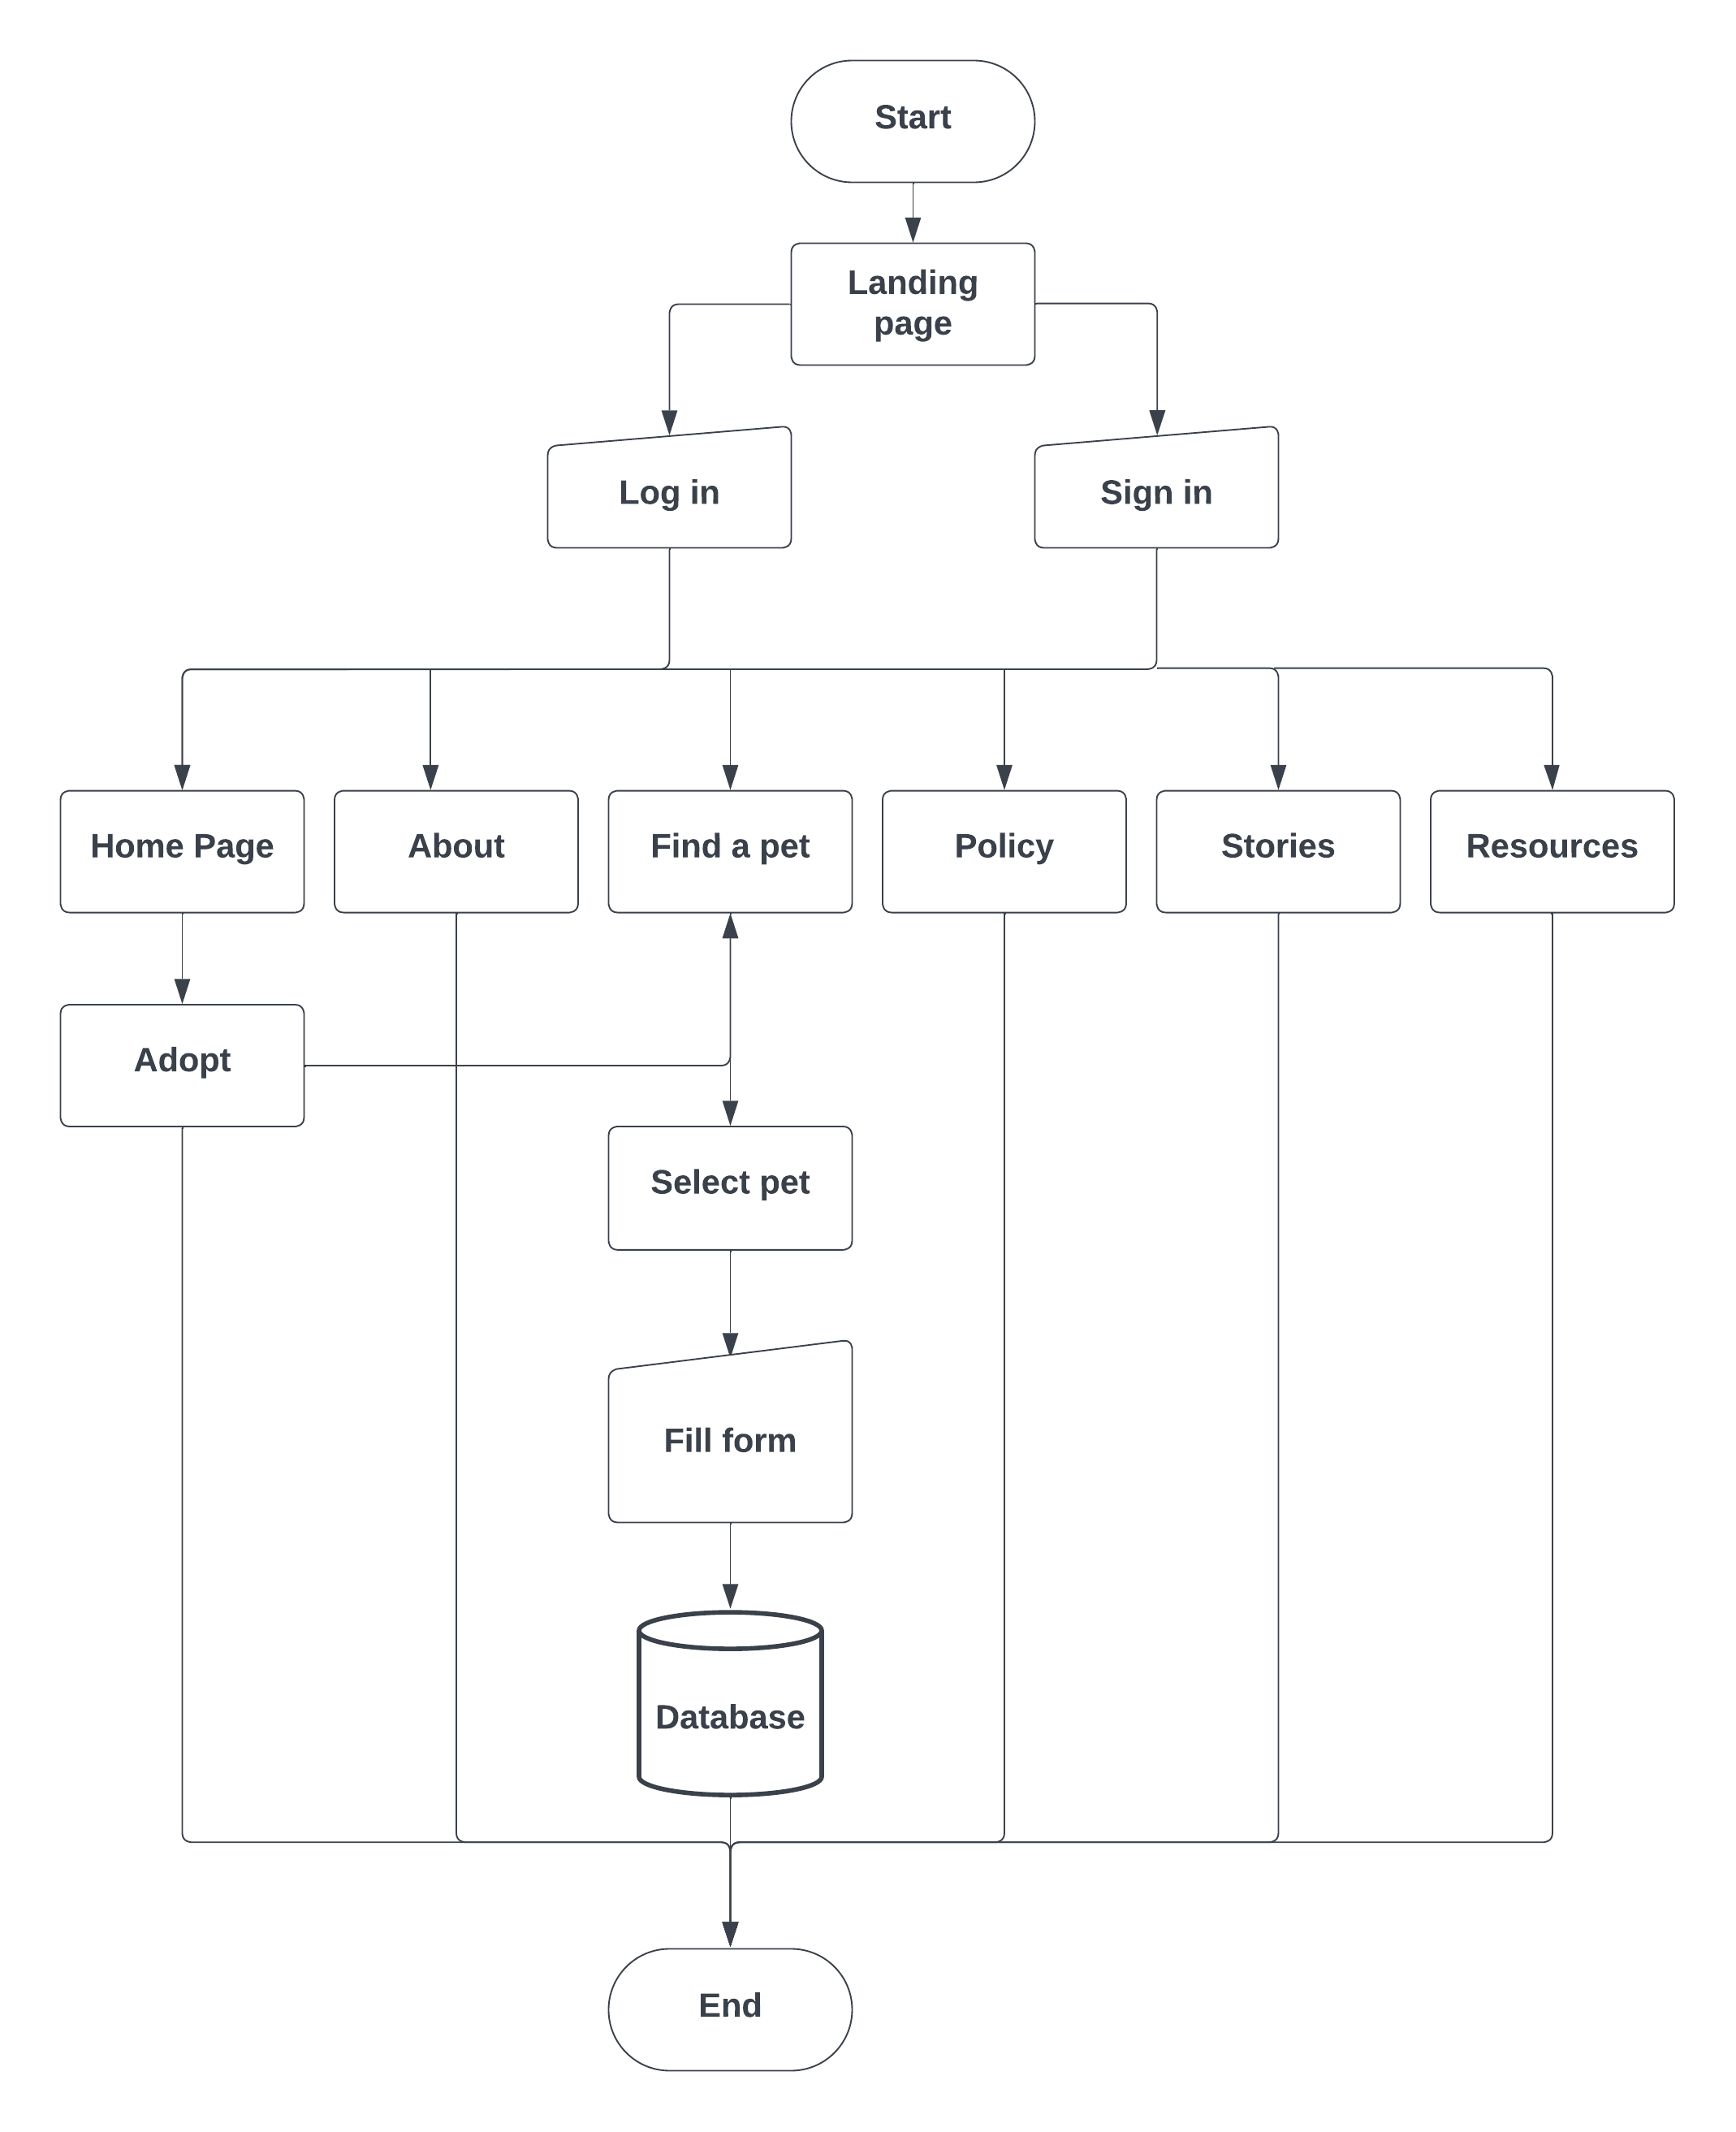 Start
Landing
page
Log in
Sign in
Home Page
About
Find a pet
Policy
Stories
Resources
Adopt
Select pet
Fill form
Database
End